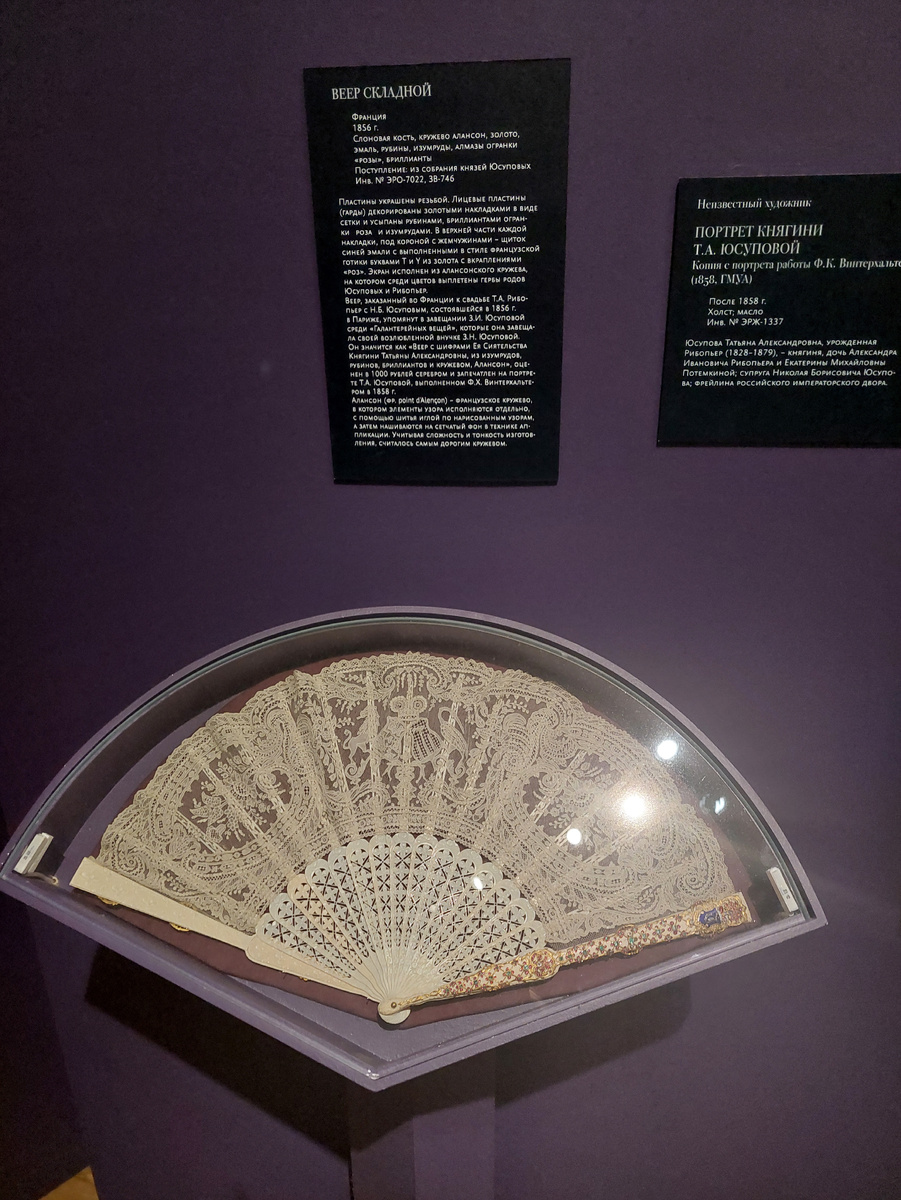 ВЕЕР СКЛАДНОЙ
Франция
1856 г.
Слоновая кость, кружево алансон, золото,
эмаль, рубины, изумруды, алмазы огранки
«розы», бриллианты
Поступление: из собрания князей Юсуповых
Инв. № ЭРО-7022, ЗВ-746
Пластины украшены резьбой. Лицевые пластины
(гарды) декорированы золотыми накладками в виде
сетки и усыпаны рубинами, бриллиантами огран-
ки роза и изумрудами. В верхней части каждой
накладки, под короной с жемчужинами – щиток
синей эмали с выполненными в стиле французской
готики буквами T и Y из золота с вкраплениями
«роз». Экран исполнен из алансонского кружева,
на котором среди цветов выплетены гербы родов
Юсуповых и Рибопьер.
Веер, заказанный во Франции к свадьбе Т.А. Рибо-
пьер с Н.Б. Юсуповым, состоявшейся в 1856 г.
в Париже, упомянут в завещании З.И. Юсуповой
среди «Галантерейных вещей», которые она завеща-
ла своей возлюбленной внучке З.Н. Юсуповой.
Он значится как «Веер с шифрами Ея Сиятельства
Княгини Татьяны Александровны, из изумрудов,
рубинов, бриллиантов и кружевом, Алансон», оце-
нен в 1000 рублей серебром и запечатлен на портре-
те Т.А. Юсуповой, выполненном Ф.Х. Винтеркальте-
ром в 1858 г.
Алансон (фр. point d'Alençon) – французское кружево,
в котором элементы узора исполняются отдельно,
с помощью шитья иглой по нарисованным узорам,
а затем нашиваются на сетчатый фон в технике ап-
пликации. Учитывая сложность и тонкость изготов-
ления, считалось самым дорогим кружевом.
Неизвестный художник
ПОРТРЕТ КНЯГИНИ
Т.А. ЮСУПОВОЙ
Копия с портрета работы Ф.К. Винтерхальте
(1858, ГМУА)
После 1858 г.
Холст; масло
Инв. № ЭРЖ-1337
Юсупова Татьяна Александровна, урожденная
Рибопьер (1828–1879), – княгиня, дочь Александра
Ивановича Рибопьера и Екатерины Михайловны
Потемкиной; супруга Николая Борисовича Юсупо-
ва; фрейлина российского императорского двора.